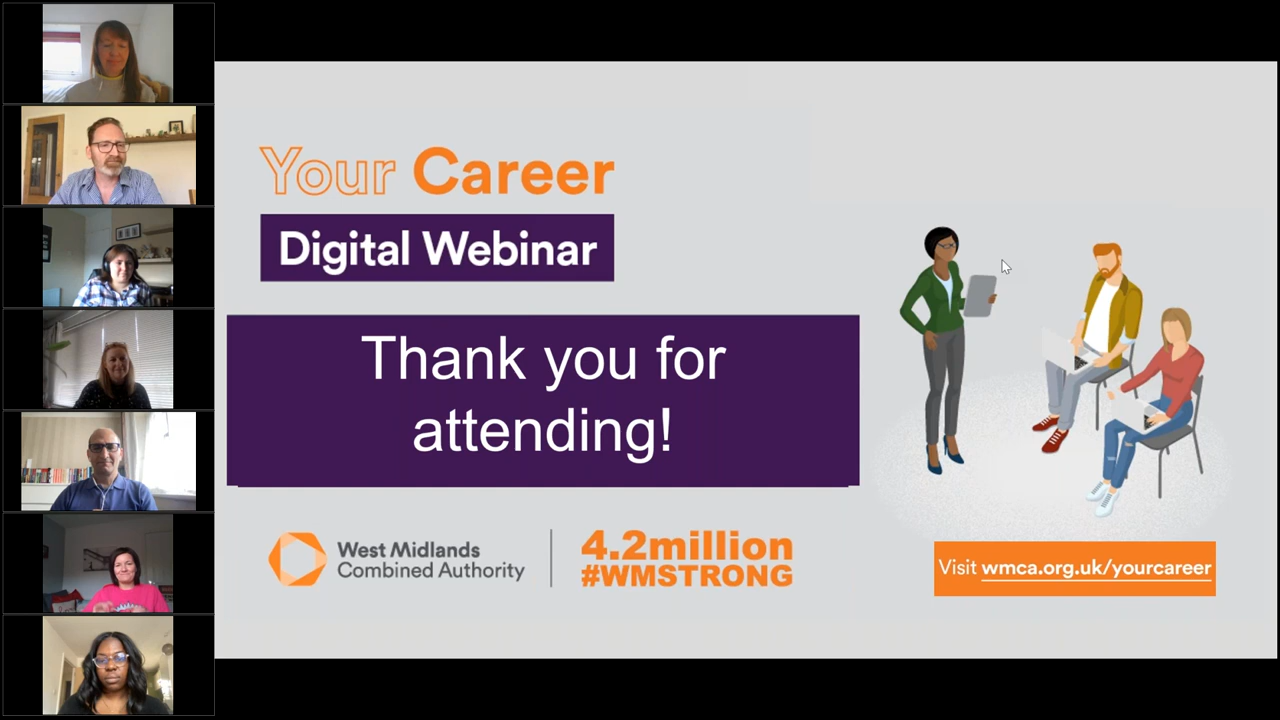 Your Career
Digital Webinar
Thank you for
attending!
West Midlands
Combined Authority
4.2million
#WMSTRONG
Visit wmca.org.uk/yourcareer